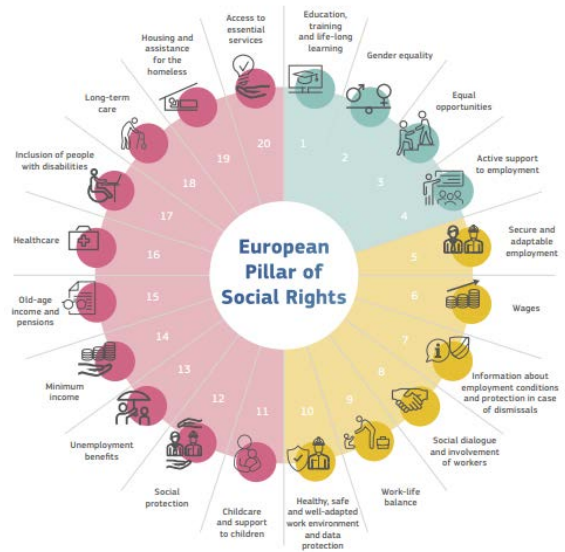 European
Pillar of
Social Rights
1
Education,
training
and life-long
learning
2
Gender equality
3
Equal
opportunities
4
Active support
to employment
5
Secure and
adaptable
employment
6
Wages
7
Information about
employment conditions
and protection in case
of dismissals
8
Social dialogue
and involvement
of workers
9
Work-life
balance
10
Healthy, safe
and well-adapted
work environment
and data
protection
11
Childcare
and support
to children
12
Social
protection
13
Unemployment
benefits
14
Minimum
income
15
Old-age
income and
pensions
16
Healthcare
17
Inclusion of people
with disabilities
18
Long-term
care
19
Housing and
assistance
for the
homeless
20
Access to
essential
services